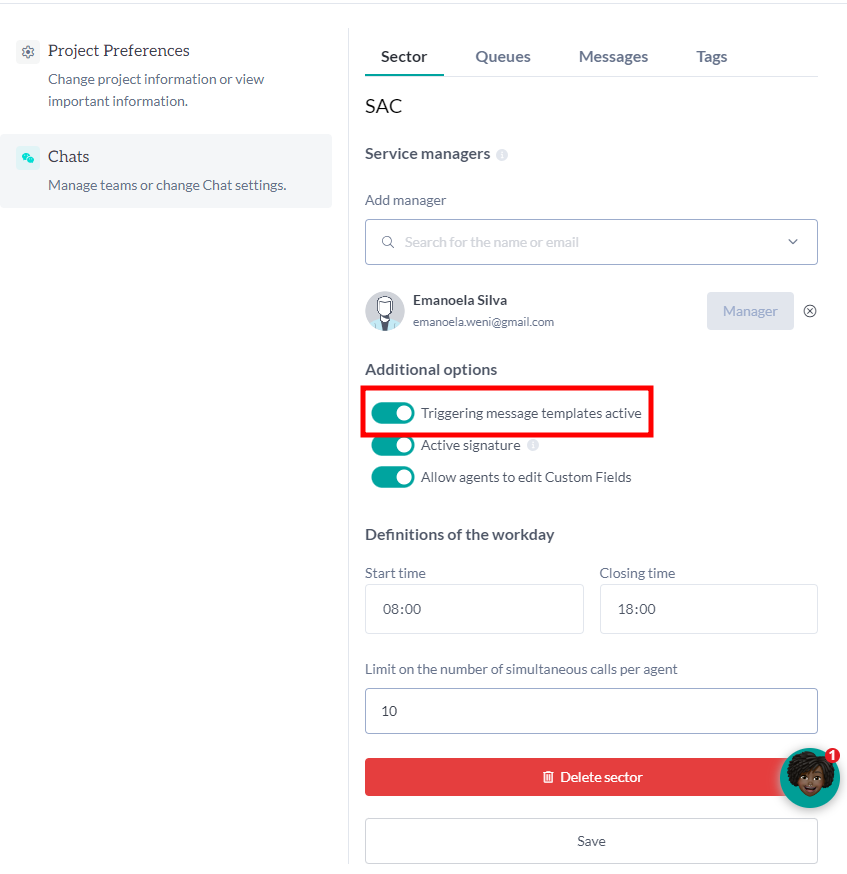 Project Preferences
Change project information or view
important information.
Chats
Manage teams or change Chat settings.
Sector
Queues
Messages
Tags
SAC
Service managers
Add manager
Search for the name or email
Emanoela Silva
emanoela.weni@gmail.com
Manager
Additional options
Triggering message templates active
Active signature
Allow agents to edit Custom Fields
Definitions of the workday
Start time
Closing time
08:00
18:00
Limit on the number of simultaneous calls per agent
10
Delete sector
1
Save